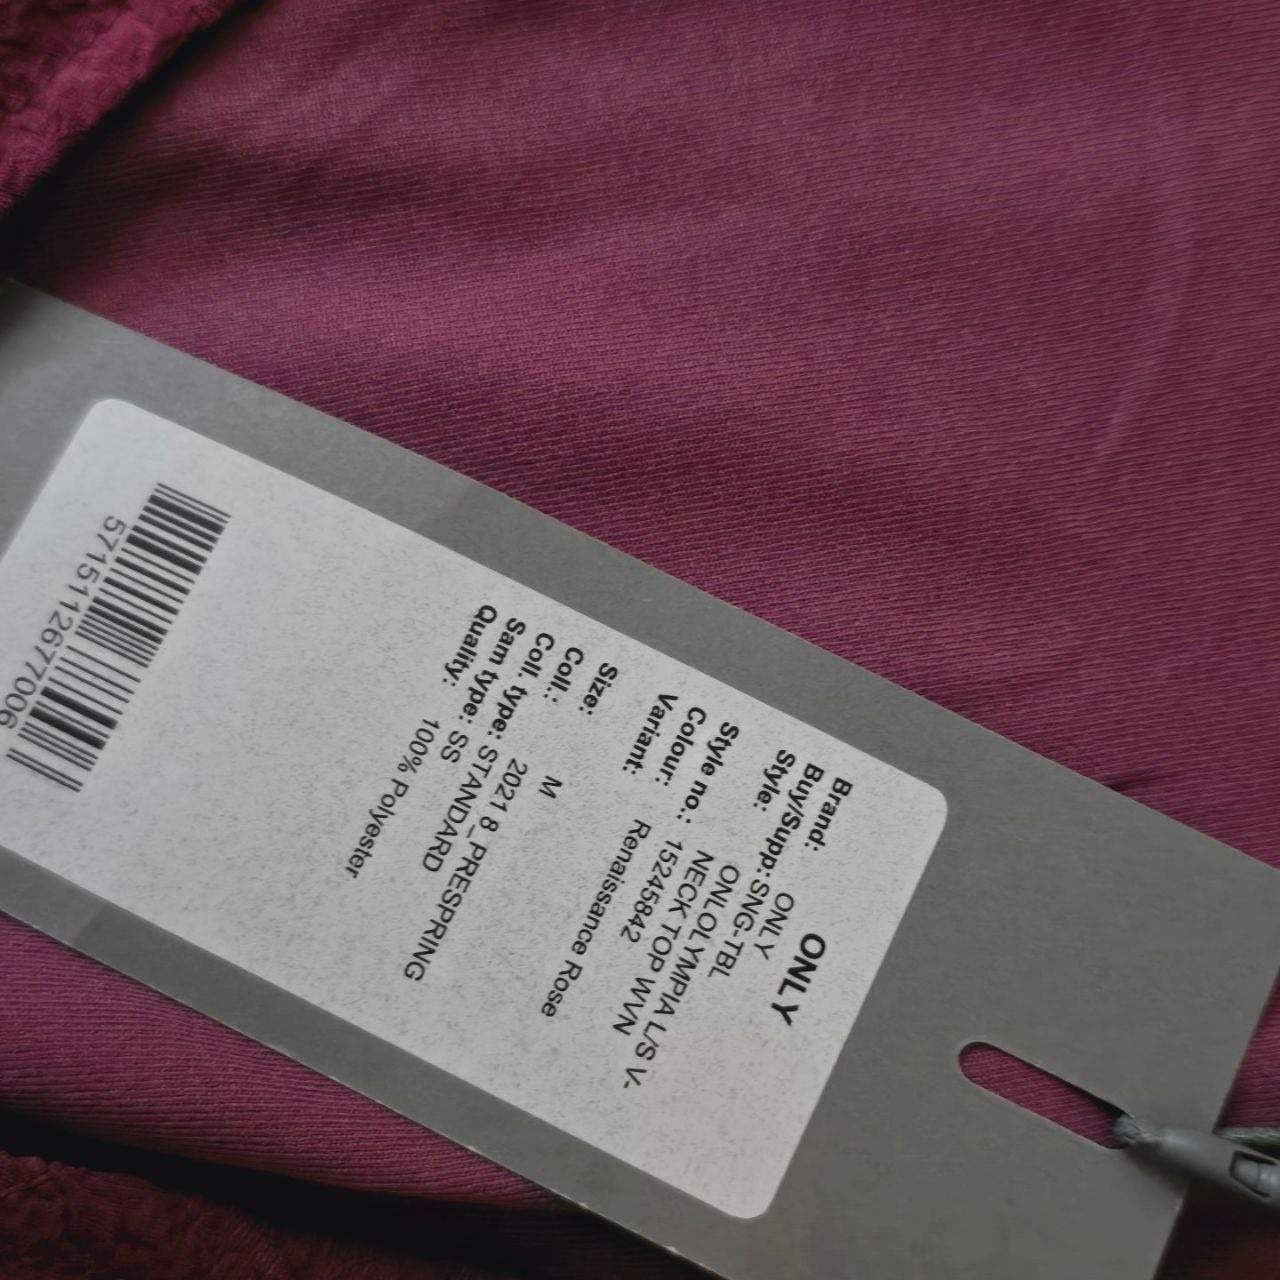 ONLY
Brand: ONLY
Buy/Supp: SNG-TBL
Style: ONLOLYMPIA L/S V-
NECK TOP WVN
Style no.: 15245842
Colour: Renaissance Rose
Variant:
Size: M
Coll.: 2021 8_PRESPRING
Coll. type: STANDARD
Sam type: SS
Quality: 100% Polyester
5715112677006